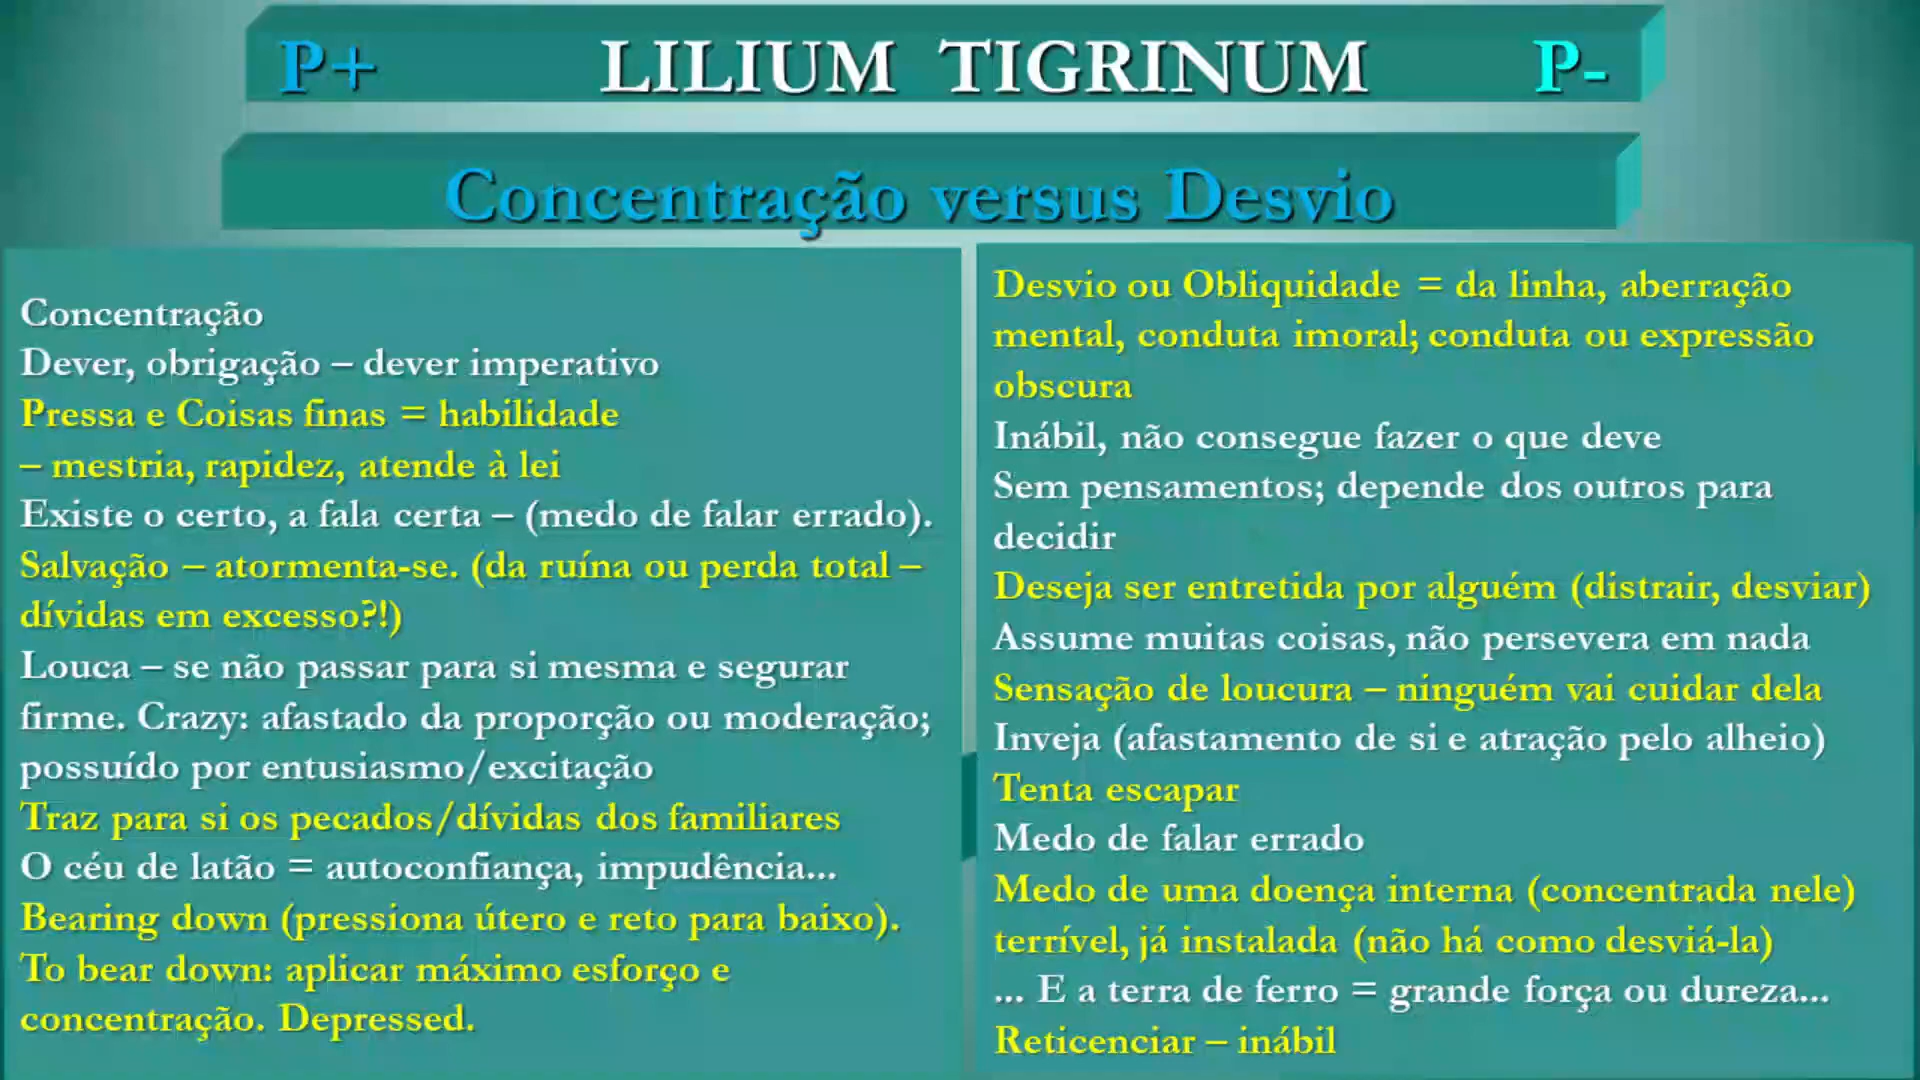 P+ LILIUM TIGRINUM P-
Concentração versus Desvio
Concentração
Dever, obrigação – dever imperativo
Pressa e Coisas finas = habilidade
– mestria, rapidez, atende à lei
Existe o certo, a fala certa – (medo de falar errado).
Salvação – atormenta-se. (da ruína ou perda total –
dívidas em excesso?!)
Louca – se não passar para si mesma e segurar
firme. Crazy: afastado da proporção ou moderação;
possuído por entusiasmo/excitação
Traz para si os pecados/dívidas dos familiares
O céu de latão = autoconfiança, impudência...
Bearing down (pressiona útero e reto para baixo).
To bear down: aplicar máximo esforço e
concentração. Depressed.
Desvio ou Obliquidade = da linha, aberração
mental, conduta imoral; conduta ou expressão
obscura
Inábil, não consegue fazer o que deve
Sem pensamentos; depende dos outros para
decidir
Deseja ser entretida por alguém (distrair, desviar)
Assume muitas coisas, não persevera em nada
Sensação de loucura – ninguém vai cuidar dela
Inveja (afastamento de si e atração pelo alheio)
Tenta escapar
Medo de falar errado
Medo de uma doença interna (concentrada nele)
terrível, já instalada (não há como desviá-la)
... E a terra de ferro = grande força ou dureza...
Reticenciar – inábil